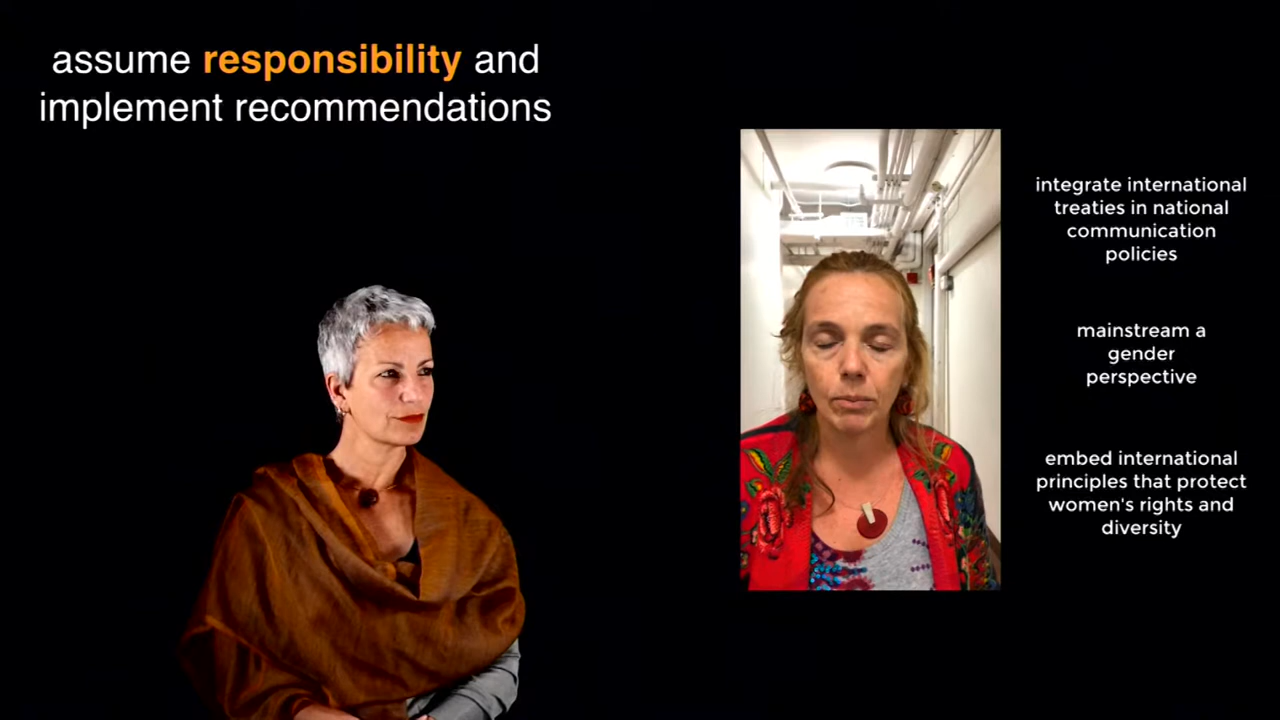 assume responsibility and
implement recommendations
integrate international
treaties in national
communication
policies
mainstream a
gender
perspective
embed international
principles that protect
women's rights and
diversity